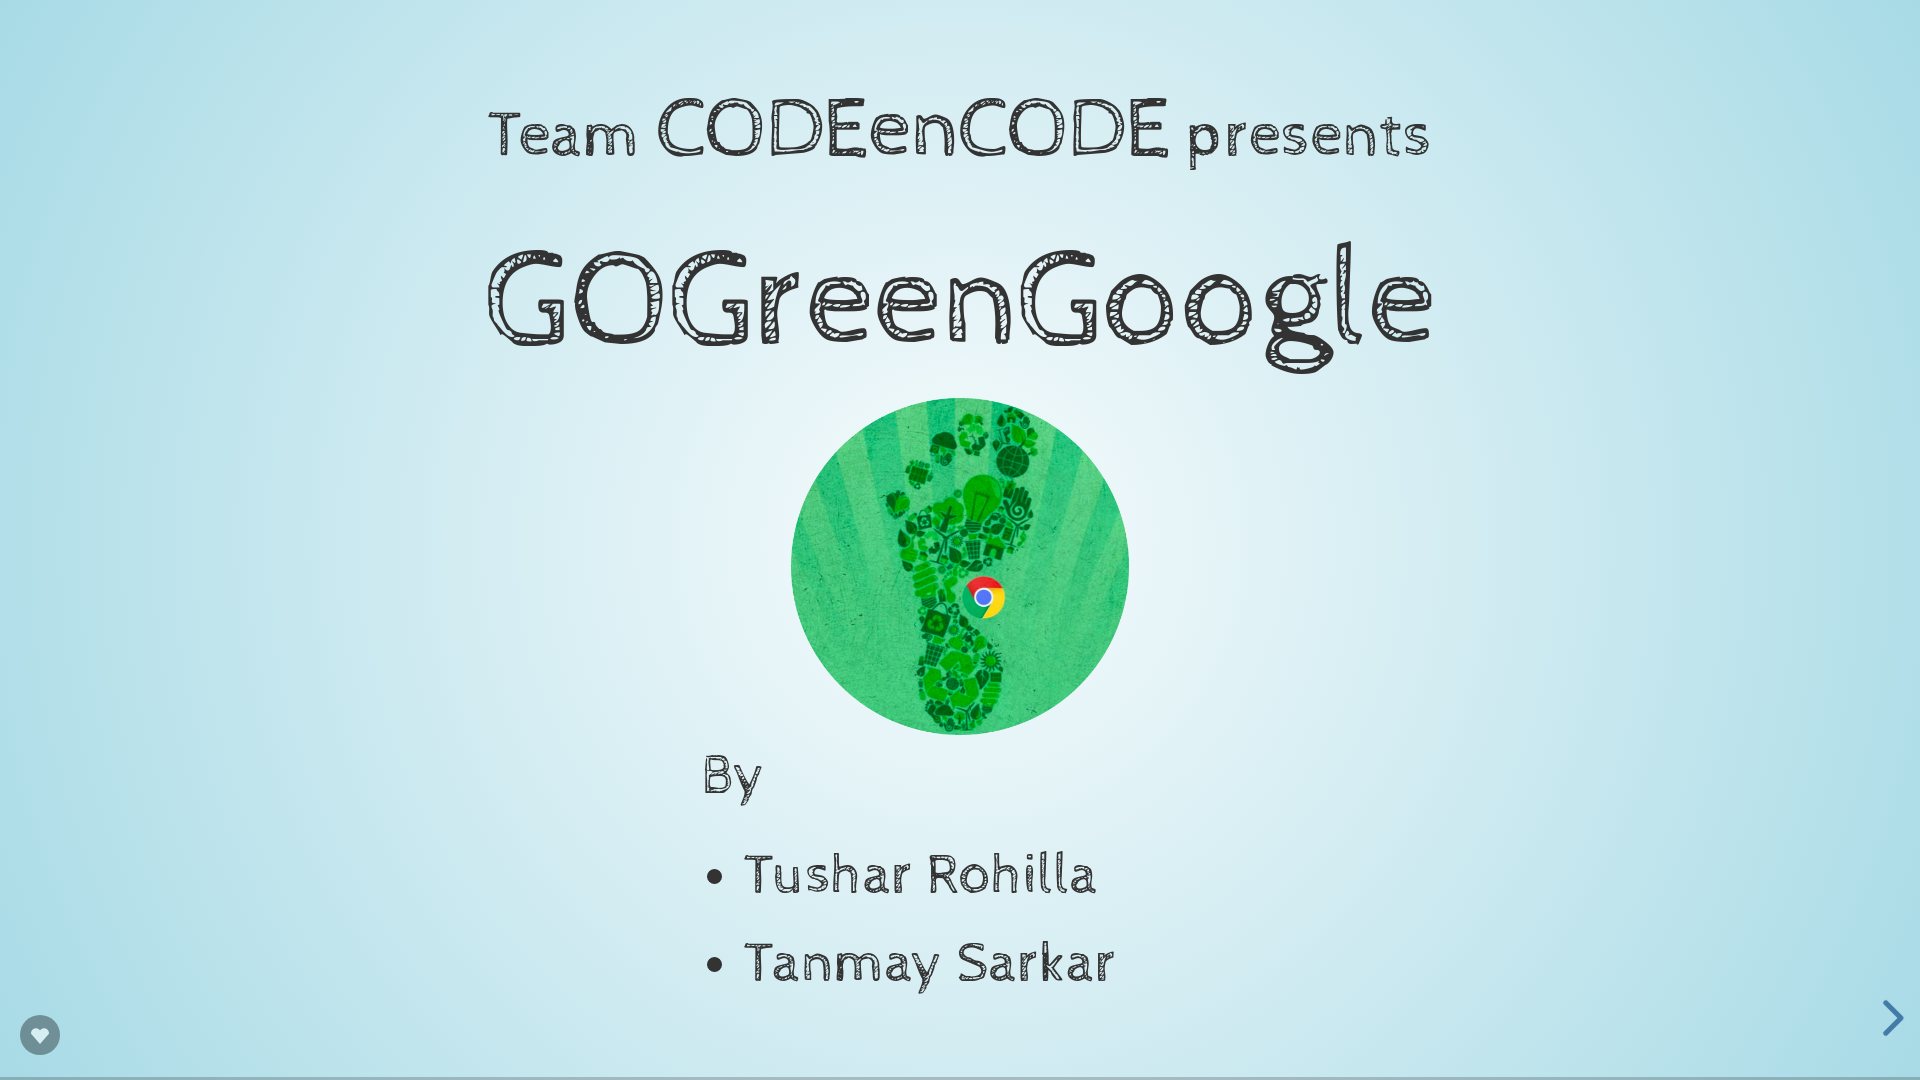 Team CODEenCODE presents
GOGreenGoogle
By
• Tushar Rohilla
• Tanmay Sarkar